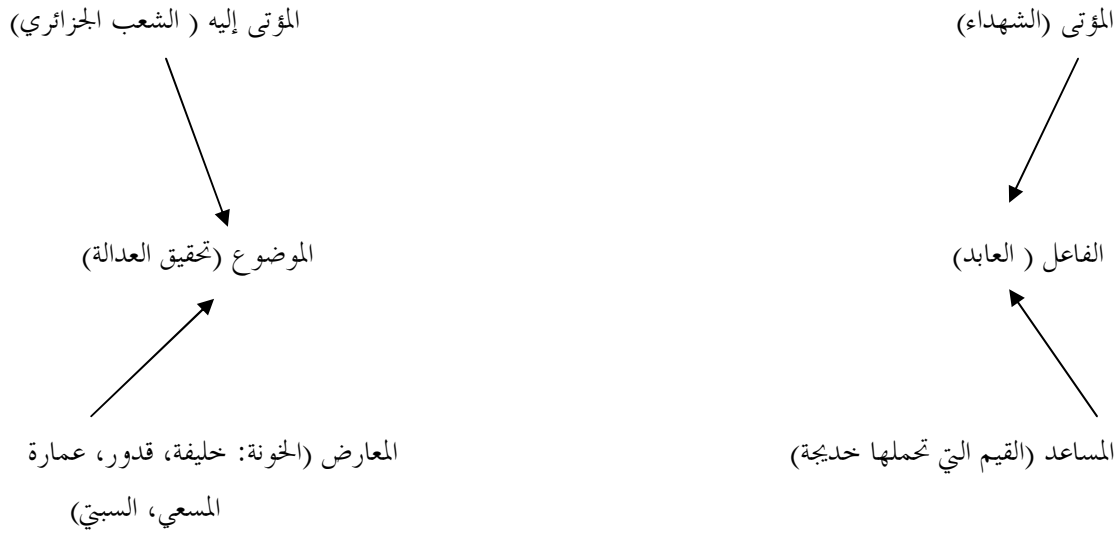 المؤتى (الشهداء)
المؤتى إليه ( الشعب الجزائري)
الفاعل ( العابد)
الموضوع (تحقيق العدالة)
المساعد (القيم التي تحملها خديجة)
المعارض (الخونة: خليفة، قدور، عمارة
المسعي، السبتي)